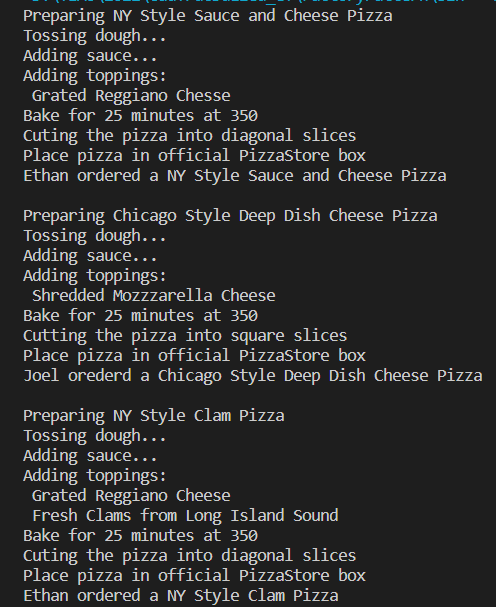 Preparing NY Style Sauce and Cheese Pizza
Tossing dough...
Adding sauce...
Adding toppings:
 Grated Reggiano Chesse
Bake for 25 minutes at 350
Cuting the pizza into diagonal slices
Place pizza in official PizzaStore box
Ethan ordered a NY Style Sauce and Cheese Pizza

Preparing Chicago Style Deep Dish Cheese Pizza
Tossing dough...
Adding sauce...
Adding toppings:
 Shredded Mozzzarella Cheese
Bake for 25 minutes at 350
Cutting the pizza into square slices
Place pizza in official PizzaStore box
Joel orederd a Chicago Style Deep Dish Cheese Pizza

Preparing NY Style Clam Pizza
Tossing dough...
Adding sauce...
Adding toppings:
 Grated Reggiano Cheese
 Fresh Clams from Long Island Sound
Bake for 25 minutes at 350
Cuting the pizza into diagonal slices
Place pizza in official PizzaStore box
Ethan ordered a NY Style Clam Pizza